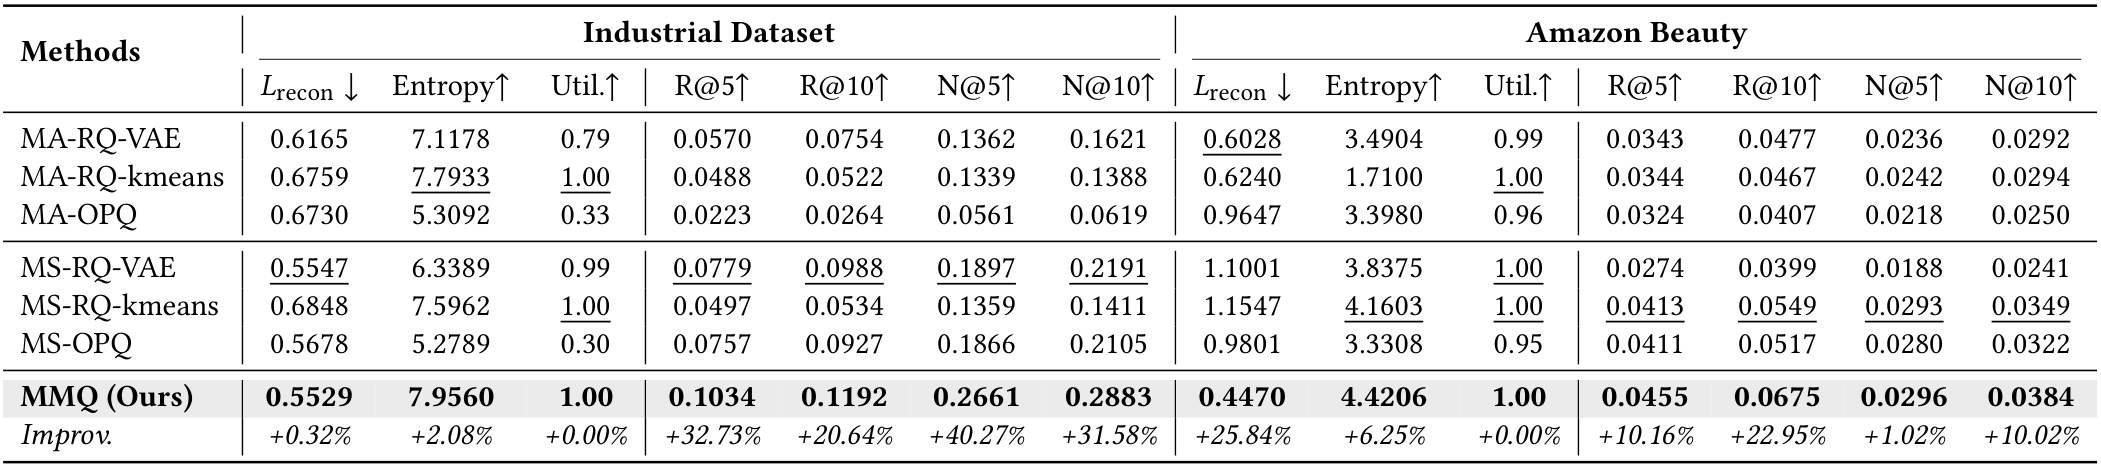 Methods Industrial Dataset Amazon Beauty
Lrecon ↓ Entropy↑ Util.↑ R@5↑ R@10↑ N@5↑ N@10↑ Lrecon ↓ Entropy↑ Util.↑ R@5↑ R@10↑ N@5↑ N@10↑
MA-RQ-VAE 0.6165 7.1178 0.79 0.0570 0.0754 0.1362 0.1621 0.6028 3.4904 0.99 0.0343 0.0477 0.0236 0.0292
MA-RQ-kmeans 0.6759 7.7933 1.00 0.0488 0.0522 0.1339 0.1388 0.6240 1.7100 1.00 0.0344 0.0467 0.0242 0.0294
MA-OPQ 0.6730 5.3092 0.33 0.0223 0.0264 0.0561 0.0619 0.9647 3.3980 0.96 0.0324 0.0407 0.0218 0.0250
MS-RQ-VAE 0.5547 6.3389 0.99 0.0779 0.0988 0.1897 0.2191 1.1001 3.8375 1.00 0.0274 0.0399 0.0188 0.0241
MS-RQ-kmeans 0.6848 7.5962 1.00 0.0497 0.0534 0.1359 0.1411 1.1547 4.1603 1.00 0.0413 0.0549 0.0293 0.0349
MS-OPQ 0.5678 5.2789 0.30 0.0757 0.0927 0.1866 0.2105 0.9801 3.3308 0.95 0.0411 0.0517 0.0280 0.0322
MMQ (Ours) 0.5529 7.9560 1.00 0.1034 0.1192 0.2661 0.2883 0.4470 4.4206 1.00 0.0455 0.0675 0.0296 0.0384
Improv. +0.32% +2.08% +0.00% +32.73% +20.64% +40.27% +31.58% +25.84% +6.25% +0.00% +10.16% +22.95% +1.02% +10.02%